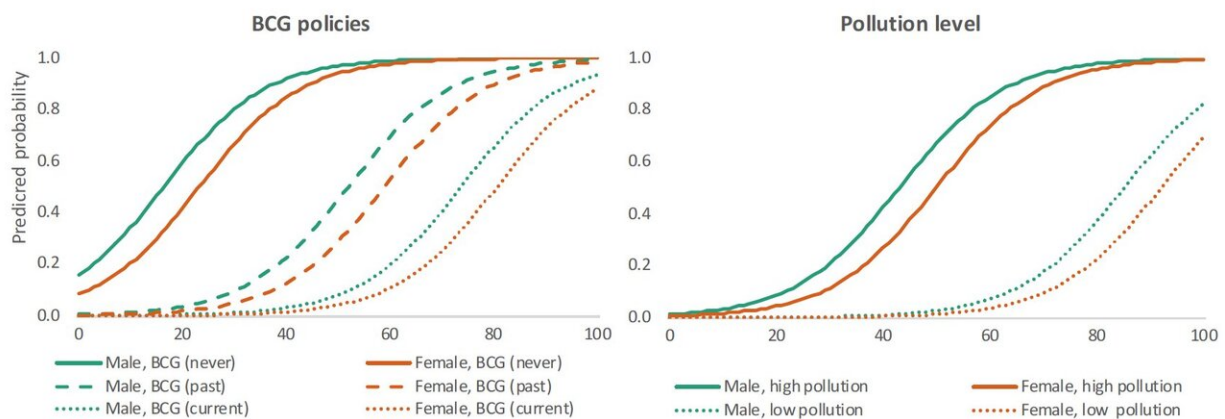 BCG policies
Predicred probability
1.0
0.8
0.6
0.4
0.2
0.0
0 20 40 60 80 100
Male, BCG (never) Female, BCG (never)
Male, BCG (past) Female, BCG (past)
Male, BCG (current) Female, BCG (current)
Pollution level
1.0
0.8
0.6
0.4
0.2
0.0
0 20 40 60 80 100
Male, high pollution Female, high pollution
Male, low pollution Female, low pollution